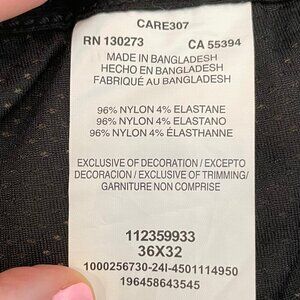 CARE307
RN 130273 CA 55394
MADE IN BANGLADESH
HECHO EN BANGLADESH
FABRIQUÉ AU BANGLADESH
96% NYLON 4% ELASTANE
96% NYLON 4% ELASTANO
96% NYLON 4% ÉLASTHANNE
EXCLUSIVE OF DECORATION / EXCEPTO
DECORACION / EXCLUSIVE OF TRIMMING/
GARNITURE NON COMPRISE
112359933
36X32
1000256730-24I-4501114950
196458643545